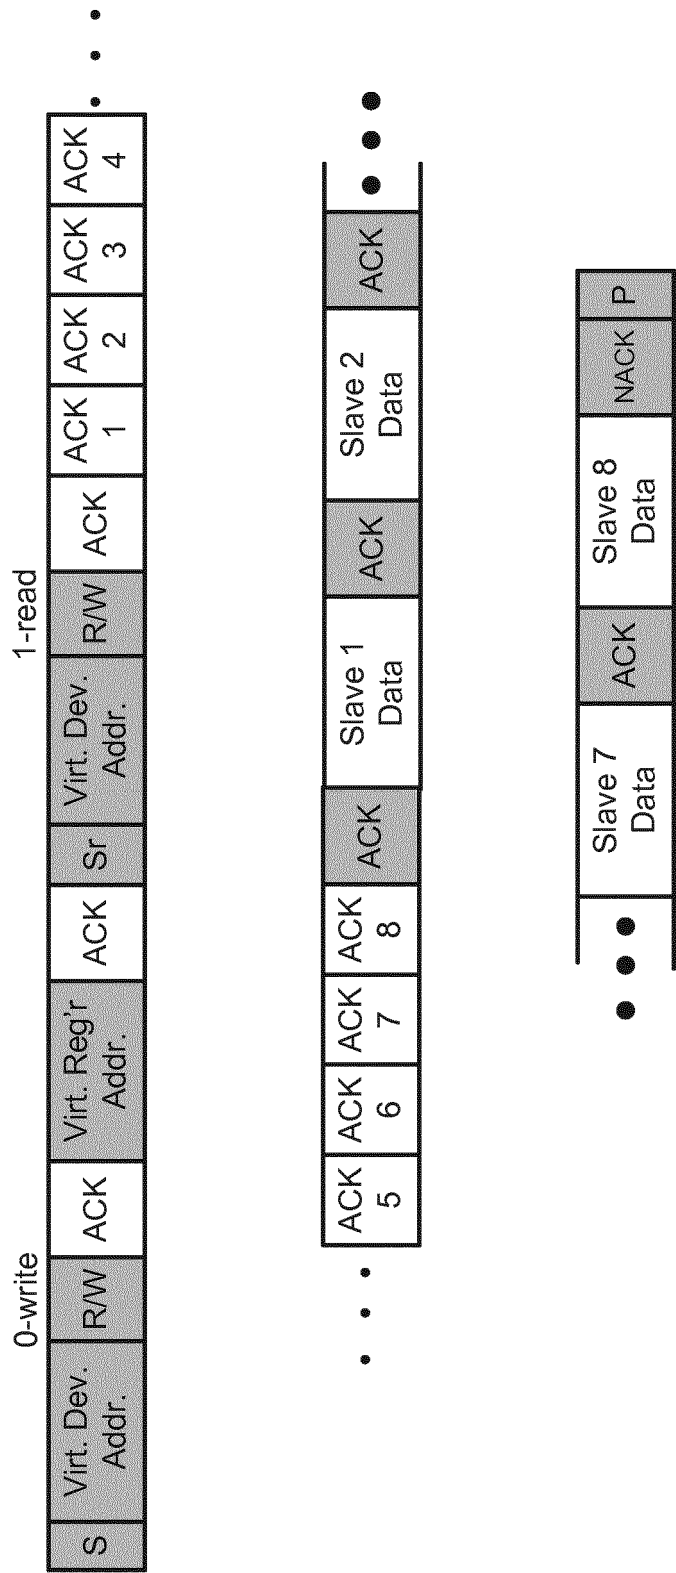 0-write
1-read
S
Virt. Dev.
Addr.
R/W
ACK
Virt. Reg'r
Addr.
ACK
Sr
Virt. Dev.
Addr.
R/W
ACK
ACK
1
ACK
2
ACK
3
ACK
4
ACK
5
ACK
6
ACK
7
ACK
8
ACK
Slave 1
Data
ACK
Slave 2
Data
ACK
Slave 7
Data
ACK
Slave 8
Data
NACK
P